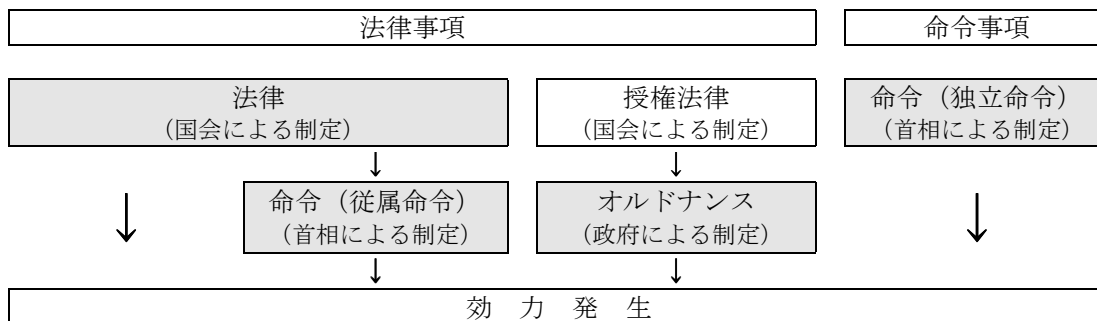 法律事項
命令事項
法律
(国会による制定)
授権法律
(国会による制定)
命令(独立命令)
(首相による制定)
命令(従属命令)
(首相による制定)
オルドナンス
(政府による制定)
効 力 発 生